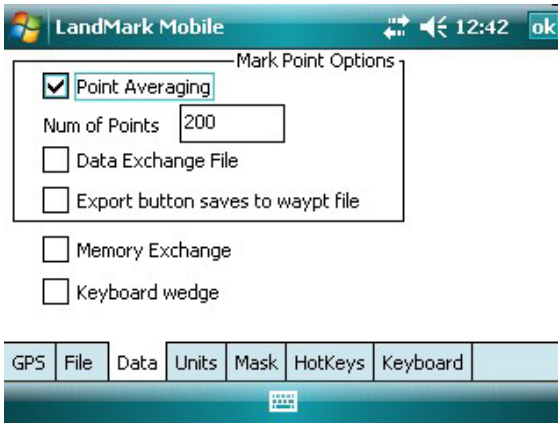 LandMark Mobile 12:42 ok
Mark Point Options
Point Averaging
Num of Points 200
Data Exchange File
Export button saves to waypt file
Memory Exchange
Keyboard wedge
GPS File Data Units Mask HotKeys Keyboard